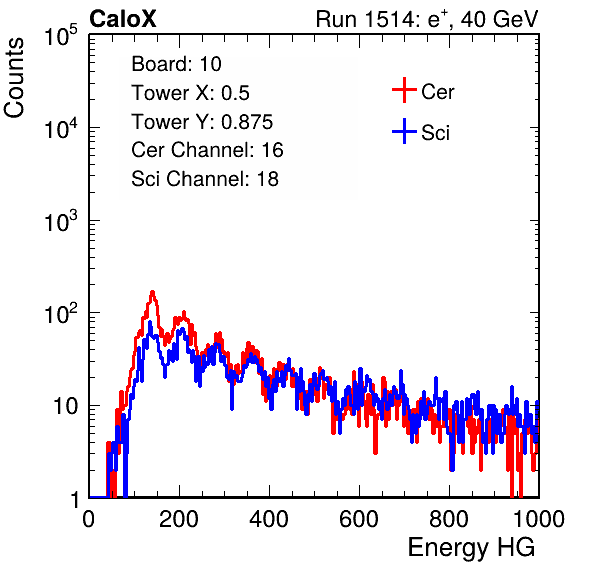 CaloX Run 1514: e⁺, 40 GeV
Counts
Board: 10
Tower X: 0.5
Tower Y: 0.875
Cer Channel: 16
Sci Channel: 18
Cer
Sci
10⁵
10⁴
10³
10²
10
1
0 200 400 600 800 1000
Energy HG